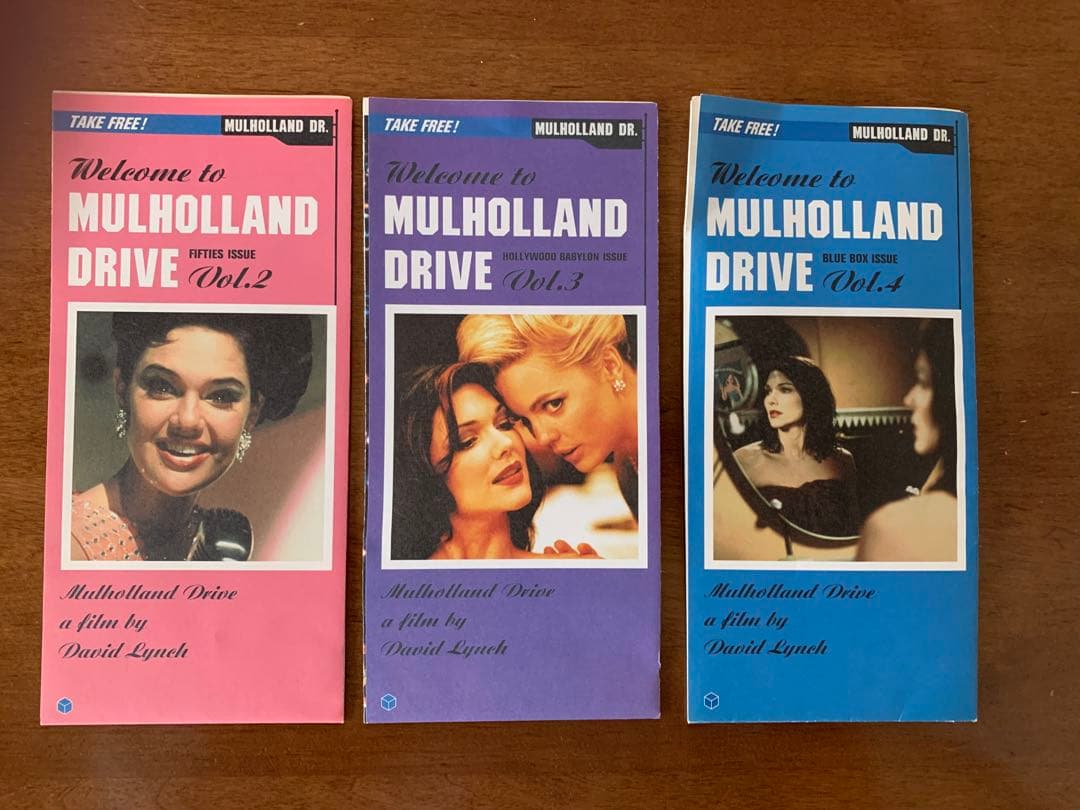 TAKE FREE!
MULHOLLAND DR.
Welcome to
MULHOLLAND
DRIVE FIFTIES ISSUE Vol.2
Mulholland Drive
a film by
David Lynch
TAKE FREE!
MULHOLLAND DR.
Welcome to
MULHOLLAND
DRIVE HOLLYWOOD BABYLON ISSUE Vol.3
Mulholland Drive
a film by
David Lynch
TAKE FREE!
MULHOLLAND DR.
Welcome to
MULHOLLAND
DRIVE BLUE BOX ISSUE Vol.4
Mulholland Drive
a film by
David Lynch